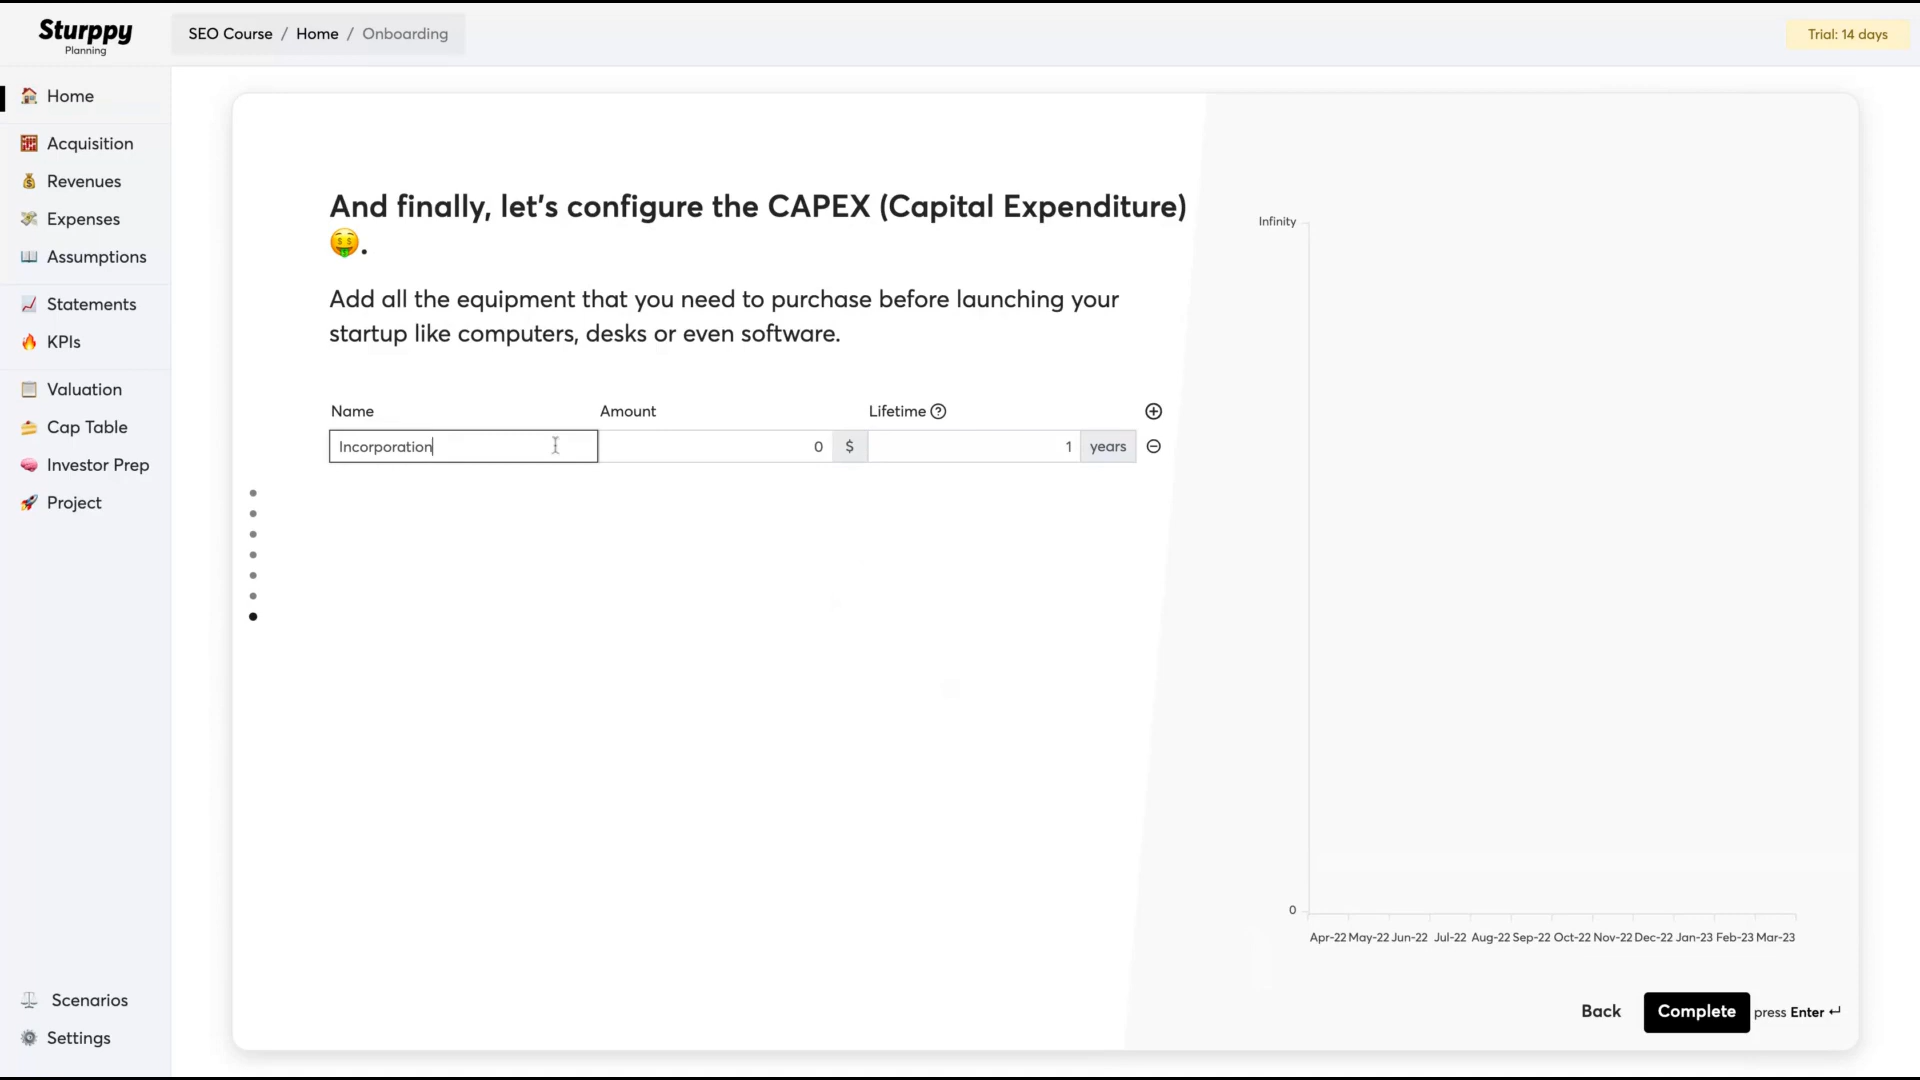 Sturppy
Planning
SEO Course / Home / Onboarding
Trial: 14 days
Home
Acquisition
Revenues
Expenses
Assumptions
Statements
KPIs
Valuation
Cap Table
Investor Prep
Project
Scenarios
Settings
And finally, let's configure the CAPEX (Capital Expenditure)
🤑.
Add all the equipment that you need to purchase before launching your
startup like computers, desks or even software.
Name Amount Lifetime
Incorporation 0 $ 1 years
Infinity
0
Apr-22 May-22 Jun-22 Jul-22 Aug-22 Sep-22 Oct-22 Nov-22 Dec-22 Jan-23 Feb-23 Mar-23
Back Complete press Enter ↵